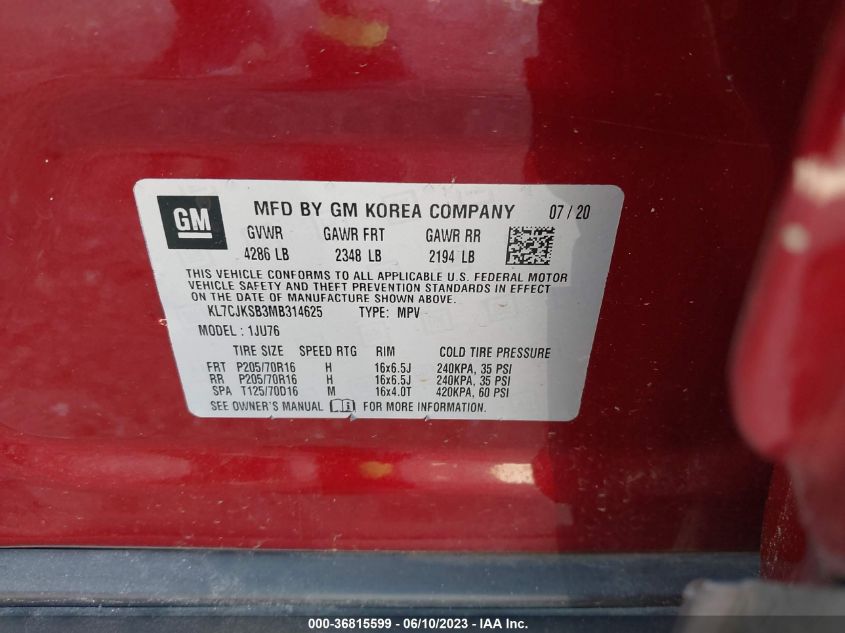 GM
MFD BY GM KOREA COMPANY 07 / 20
GVWR GAWR FRT GAWR RR
4286 LB 2348 LB 2194 LB
THIS VEHICLE CONFORMS TO ALL APPLICABLE U.S. FEDERAL MOTOR
VEHICLE SAFETY AND THEFT PREVENTION STANDARDS IN EFFECT
ON THE DATE OF MANUFACTURE SHOWN ABOVE.
KL7CJKSB3MB314625 TYPE: MPV
MODEL : 1JU76
TIRE SIZE SPEED RTG RIM COLD TIRE PRESSURE
FRT P205/70R16 H 16x6.5J 240KPA, 35 PSI
RR P205/70R16 H 16x6.5J 240KPA, 35 PSI
SPA T125/70D16 M 16x4.0T 420KPA, 60 PSI
SEE OWNER'S MANUAL FOR MORE INFORMATION.
000-36815599 - 06/10/2023 - IAA Inc.